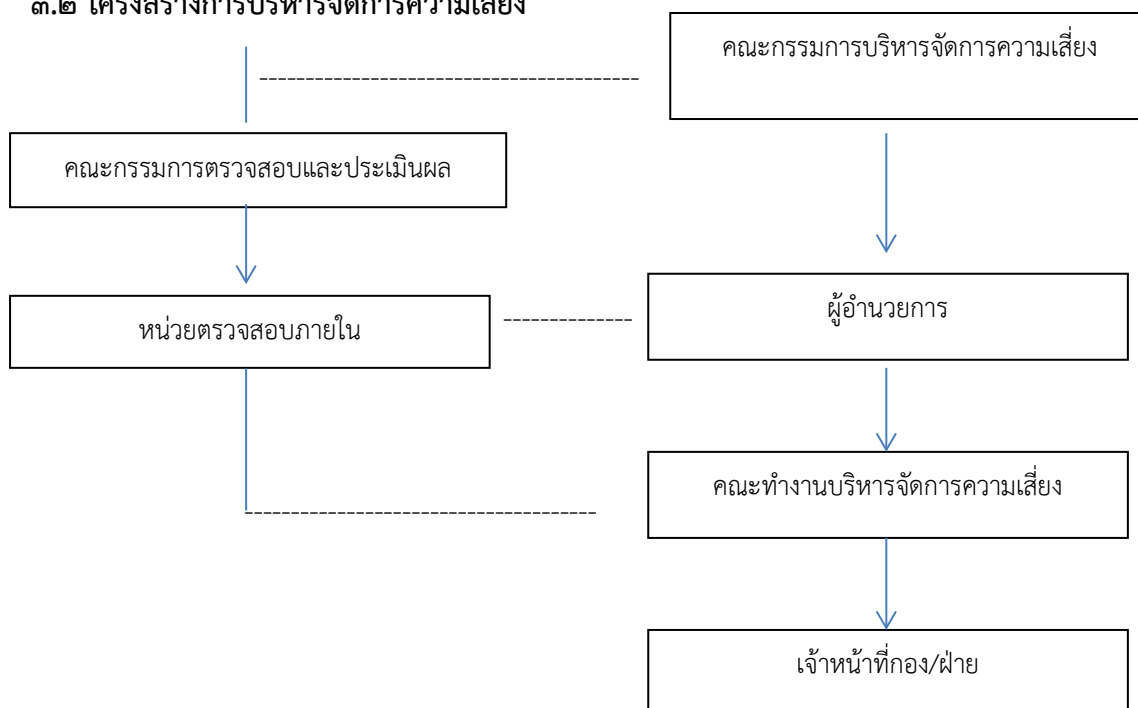 ๓.๒ โครงสร้างการบริหารจัดการความเสี่ยง
คณะกรรมการบริหารจัดการความเสี่ยง
คณะกรรมการตรวจสอบและประเมินผล
ผู้อำนวยการ
หน่วยตรวจสอบภายใน
คณะทำงานบริหารจัดการความเสี่ยง
เจ้าหน้าที่กอง/ฝ่าย